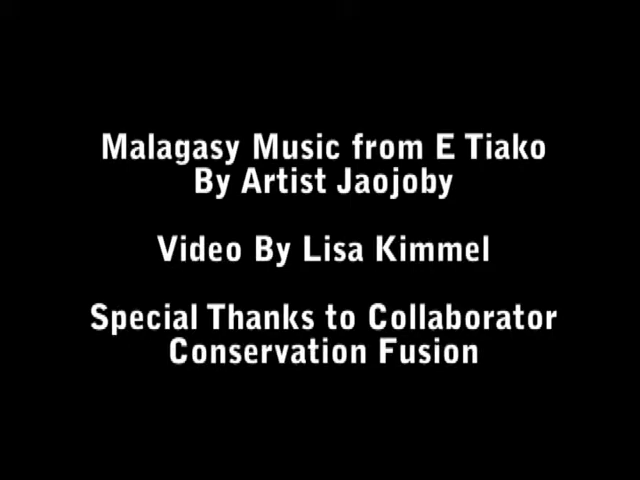 Malagasy Music from E Tiako
By Artist Jaojoby
Video By Lisa Kimmel
Special Thanks to Collaborator
Conservation Fusion